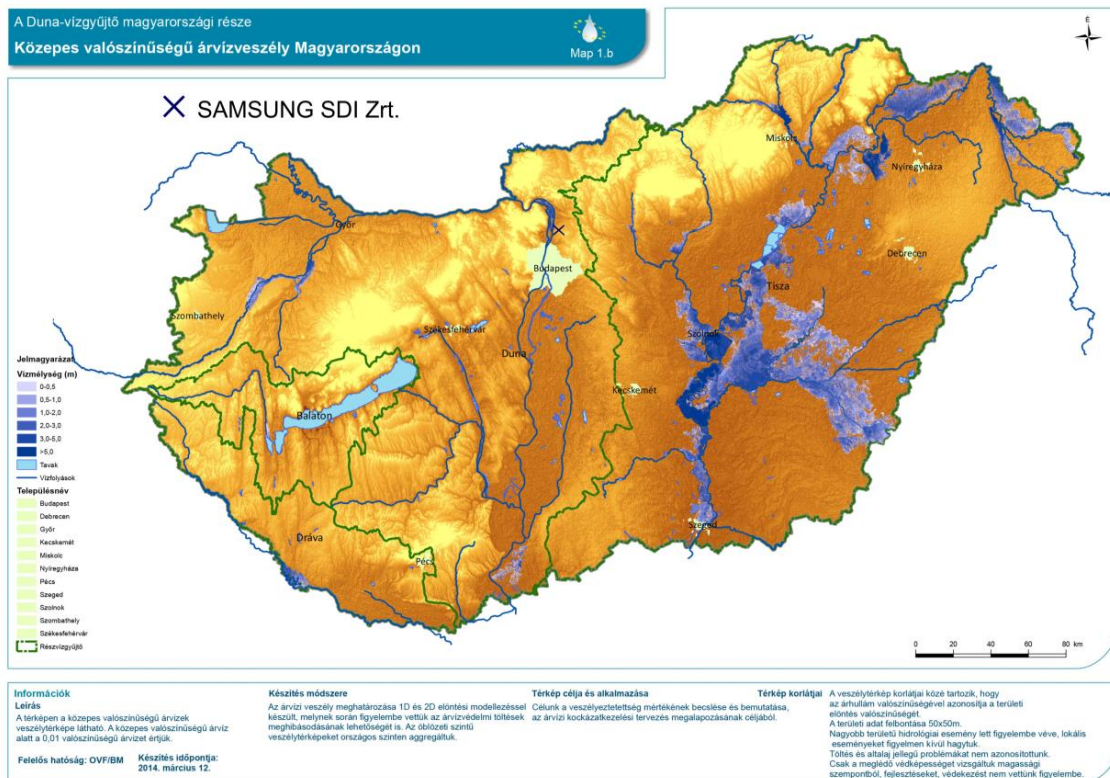 A Duna-vízgyűjtő magyarországi része
Közepes valószínűségű árvízveszély Magyarországon
Map 1.b
É
SAMSUNG SDI Zrt.
Miskolc
Nyíregyháza
Győr
Budapest
Debrecen
Tisza
Szombathely
Székesfehérvár
Szolnok
Duna
Kecskemét
Balaton
Szeged
Dráva
Pécs
Jelmagyarázat
Vízmélység (m)
0-0,5
0,5-1,0
1,0-2,0
2,0-3,0
3,0-5,0
>5,0
Tavak
Vízfolyások
Településnév
Budapest
Debrecen
Győr
Kecskemét
Miskolc
Nyíregyháza
Pécs
Szeged
Szolnok
Szombathely
Székesfehérvár
Részvízgyűjtő
0 20 40 60 80 km
Információk
Leírás
A térképen a közepes valószínűségű árvizek
veszélytérképe látható. A közepes valószínűségű árvíz
alatt a 0,01 valószínűségű árvizet értjük.
Felelős hatóság: OVF/BM
Készítés időpontja:
2014. március 12.
Készítés módszere
Az árvízi veszély meghatározása 1D és 2D elöntési modellezéssel
készült, melynek során figyelembe vettük az árvízvédelmi töltések
meghibásodásának lehetőségét is. Az öblözeti szintű
veszélytérképeket országos szinten aggregáltuk.
Térkép célja és alkalmazása
Célunk a veszélyeztetettség mértékének becslése és bemutatása,
az árvízi kockázatkezelési tervezés megalapozásának céljából.
Térkép korlátjai
A veszélytérkép korlátjai közé tartozik, hogy
az árhullám valószínűségével azonosítja a területi
elöntés valószínűségét.
A területi adat felbontása 50x50m.
Nagyobb területű hidrológiai esemény lett figyelembe véve, lokális
eseményeket figyelmen kívül hagytuk.
Töltés és altalaj jellegű problémákat nem azonosítottunk.
Csak a meglédő védképességet vizsgáltuk magassági
szempontból, fejlesztéseket, védekezést nem vettünk figyelembe.